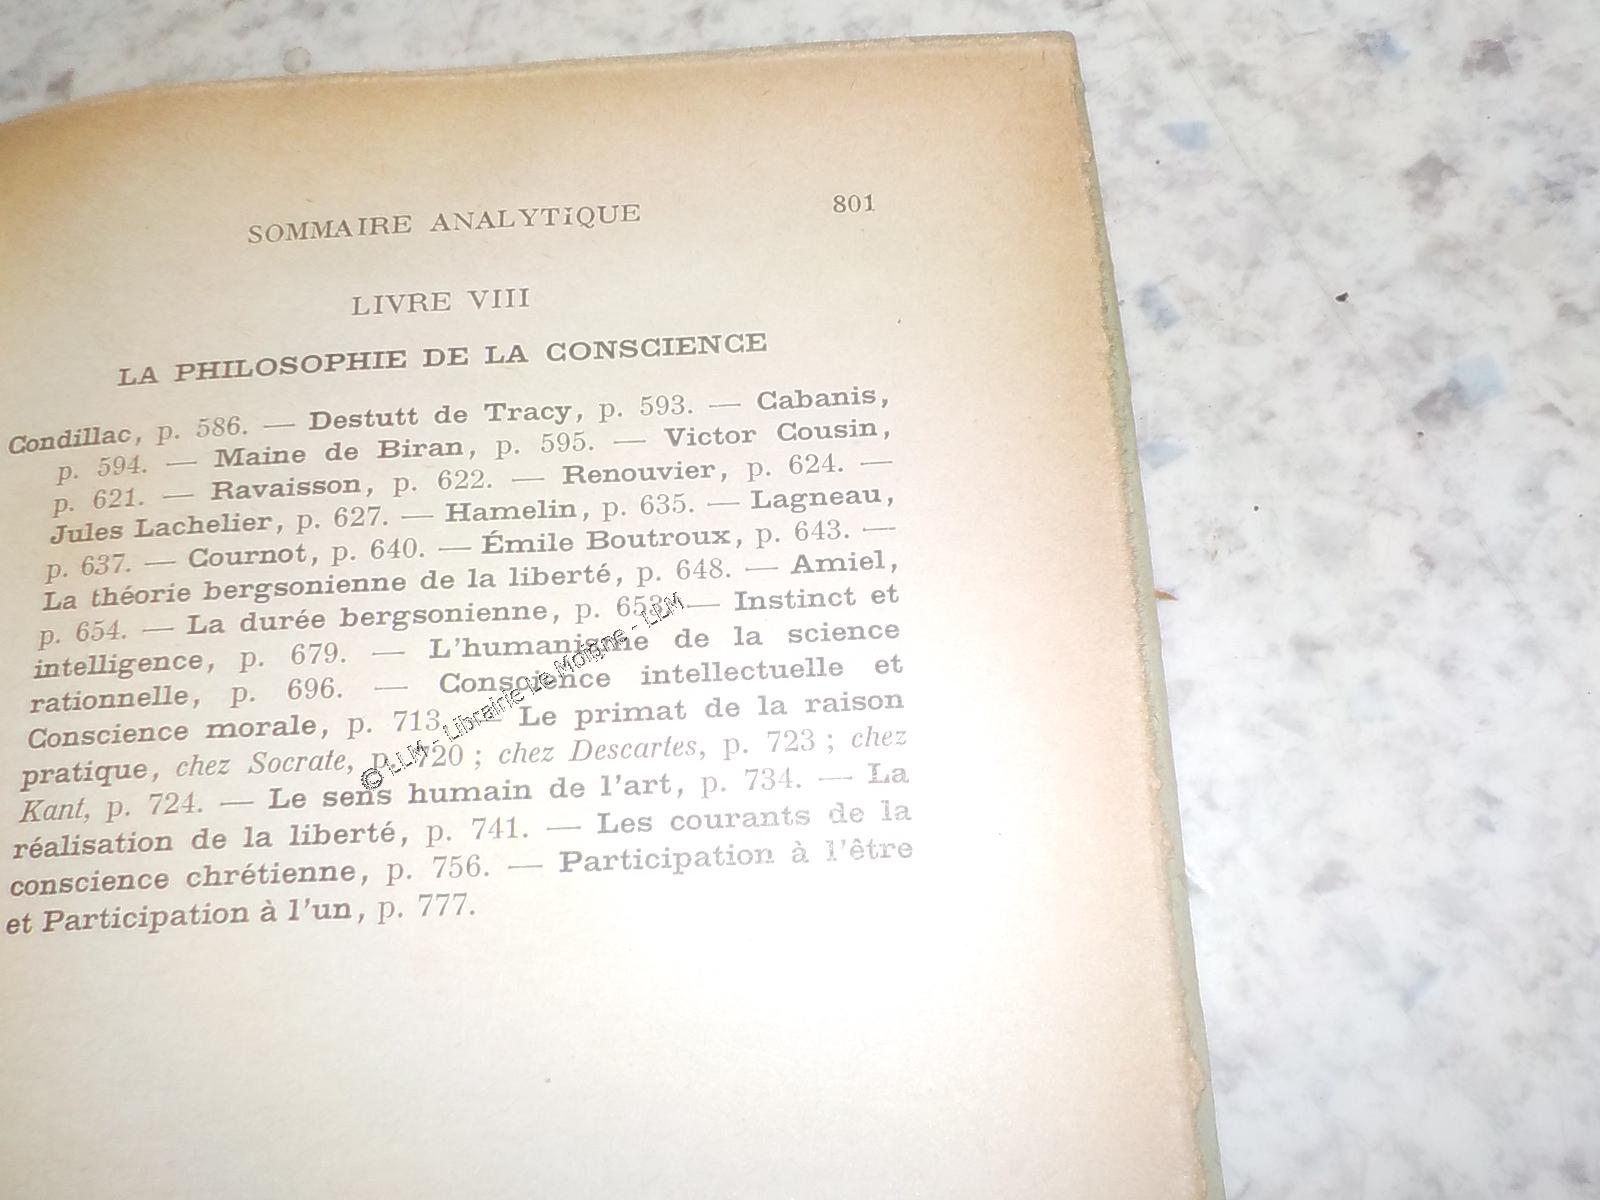 SOMMAIRE ANALYTiQUE 801
LIVRE VIII
LA PHILOSOPHIE DE LA CONSCIENCE
Condillac, p. 586. — Destutt de Tracy, p. 593. — Cabanis,
p. 594. — Maine de Biran, p. 595. — Victor Cousin,
p. 621. — Ravaisson, p. 622. — Renouvier, p. 624. —
Jules Lachelier, p. 627. — Hamelin, p. 635. — Lagneau,
p. 637. — Cournot, p. 640. — Émile Boutroux, p. 643. —
La théorie bergsonienne de la liberté, p. 648. — Amiel,
p. 654. — La durée bergsonienne, p. 653. — Instinct et
intelligence, p. 679. — L'humanisme de la science
rationnelle, p. 696. — Conscience intellectuelle et
Conscience morale, p. 713. — Le primat de la raison
pratique, chez Socrate, p. 720 ; chez Descartes, p. 723 ; chez
Kant, p. 724. — Le sens humain de l'art, p. 734. — La
réalisation de la liberté, p. 741. — Les courants de la
conscience chrétienne, p. 756. — Participation à l'être
et Participation à l'un, p. 777.
© LLM - Librairie Le Moigne - LLM